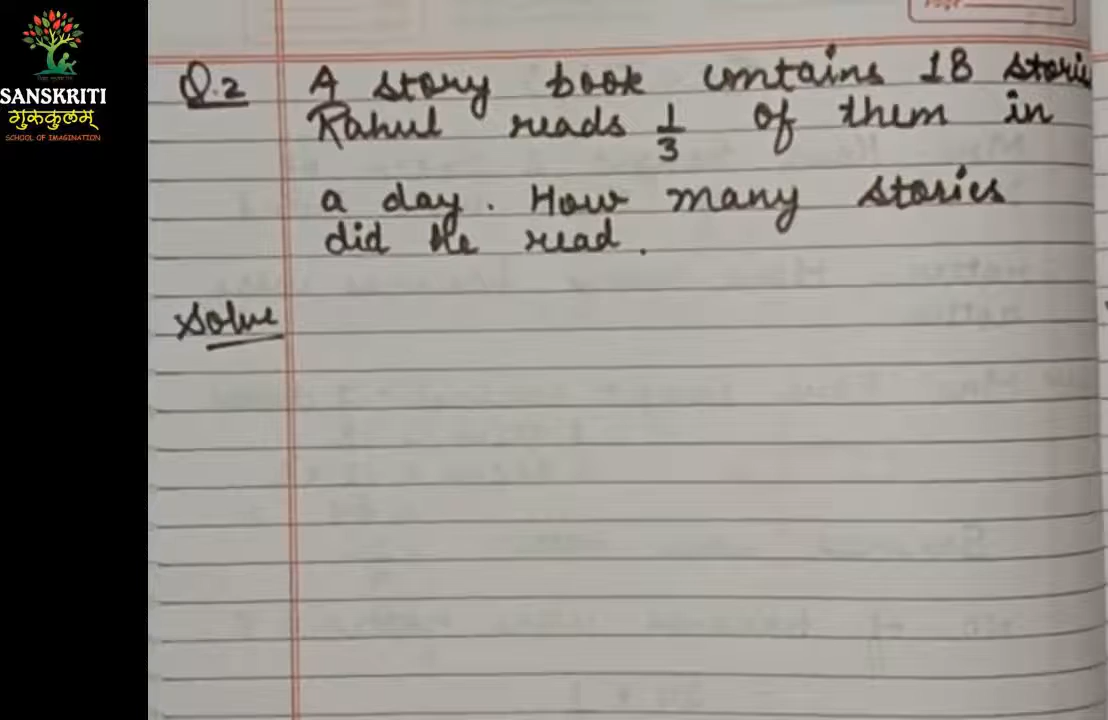 SANSKRITI
गुरुकुलम्
SCHOOL OF IMAGINATION
Q.2 A story book contains 18 stories
Rahul reads 1/3 of them in
a day. How many stories
did he read.
Solve